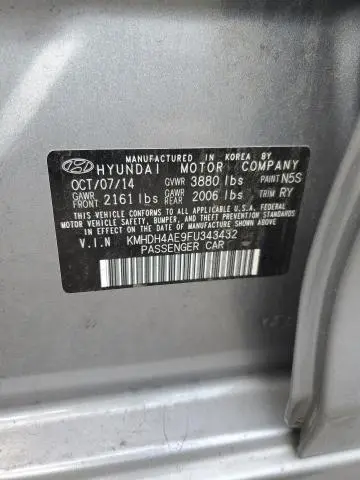 MANUFACTURED IN KOREA BY
HYUNDAI MOTOR COMPANY
OCT/07/14 GVWR 3880 lbs PAINT N5S
GAWR FRONT 2161 lbs GAWR REAR 2006 lbs TRIM RY
THIS VEHICLE CONFORMS TO ALL APPLICABLE U.S.A. FEDERAL
MOTOR VEHICLE SAFETY, BUMPER, AND THEFT PREVENTION STANDARDS
IN EFFECT ON THE DATE OF MANUFACTURE SHOWN ABOVE.
V.I.N KMHDH4AE9FU343432
PASSENGER CAR